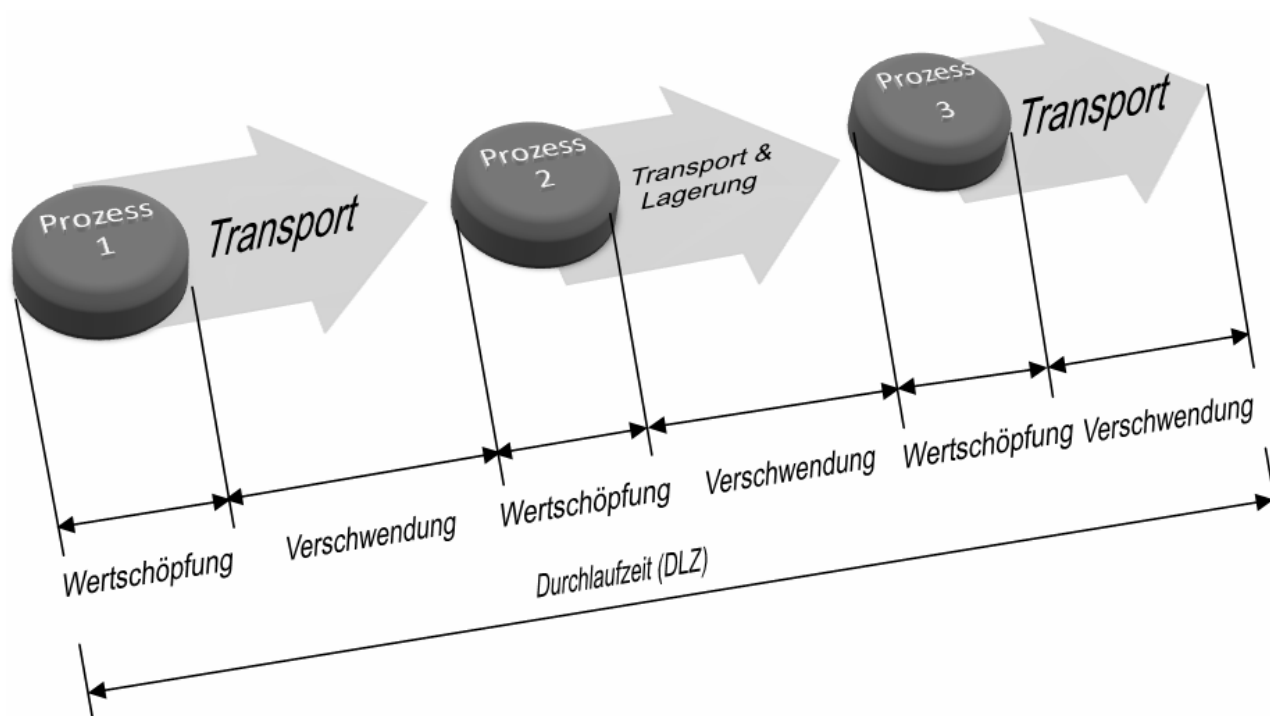 Prozess
1
Transport
Prozess
2
Transport &
Lagerung
Prozess
3
Transport
Wertschöpfung
Verschwendung
Wertschöpfung
Verschwendung
Wertschöpfung
Verschwendung
Durchlaufzeit (DLZ)